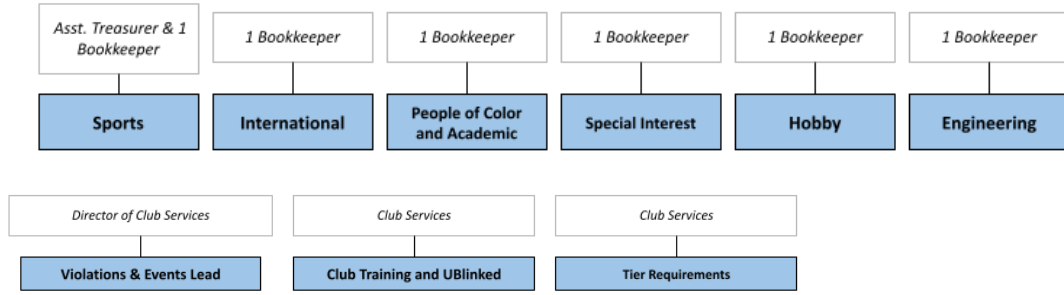 Asst. Treasurer & 1
Bookkeeper
1 Bookkeeper
1 Bookkeeper
1 Bookkeeper
1 Bookkeeper
1 Bookkeeper
Sports
International
People of Color
and Academic
Special Interest
Hobby
Engineering
Director of Club Services
Club Services
Club Services
Violations & Events Lead
Club Training and UBlinked
Tier Requirements